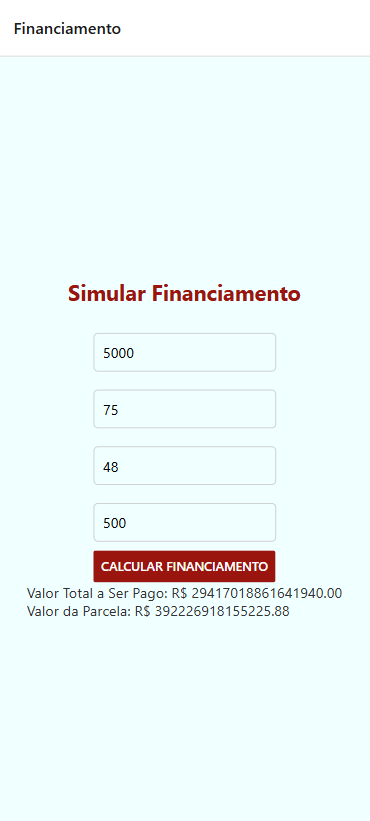 Financiamento
Simular Financiamento
5000
75
48
500
CALCULAR FINANCIAMENTO
Valor Total a Ser Pago: R$ 29417018861641940.00
Valor da Parcela: R$ 392226918155225.88